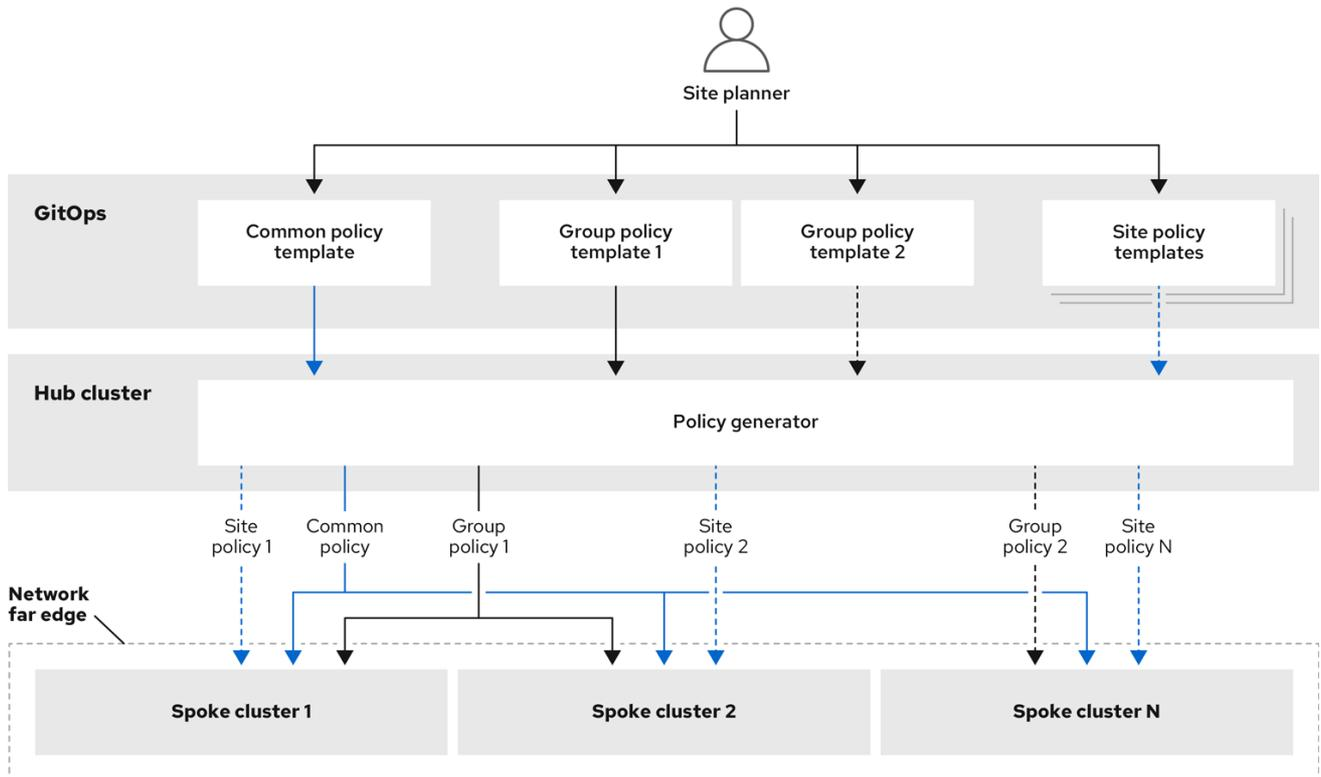 Site planner
GitOps
Common policy
template
Group policy
template 1
Group policy
template 2
Site policy
templates
Hub cluster
Policy generator
Site
policy 1
Common
policy
Group
policy 1
Site
policy 2
Group
policy 2
Site
policy N
Network
far edge
Spoke cluster 1
Spoke cluster 2
Spoke cluster N